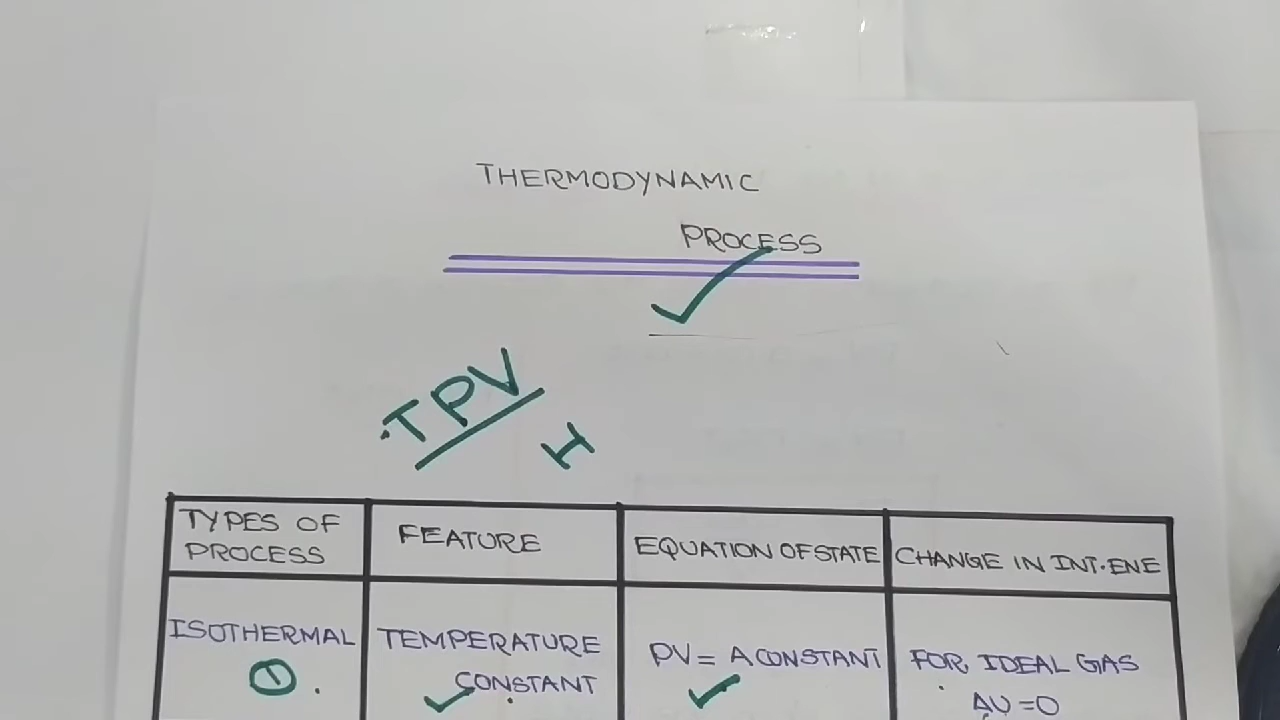 THERMODYNAMIC
PROCESS
TPV
H
TYPES OF
PROCESS
FEATURE
EQUATION OF STATE
CHANGE IN INT.ENE
ISOTHERMAL
1
TEMPERATURE
CONSTANT
PV = A CONSTANT
FOR IDEAL GAS
ΔU = 0